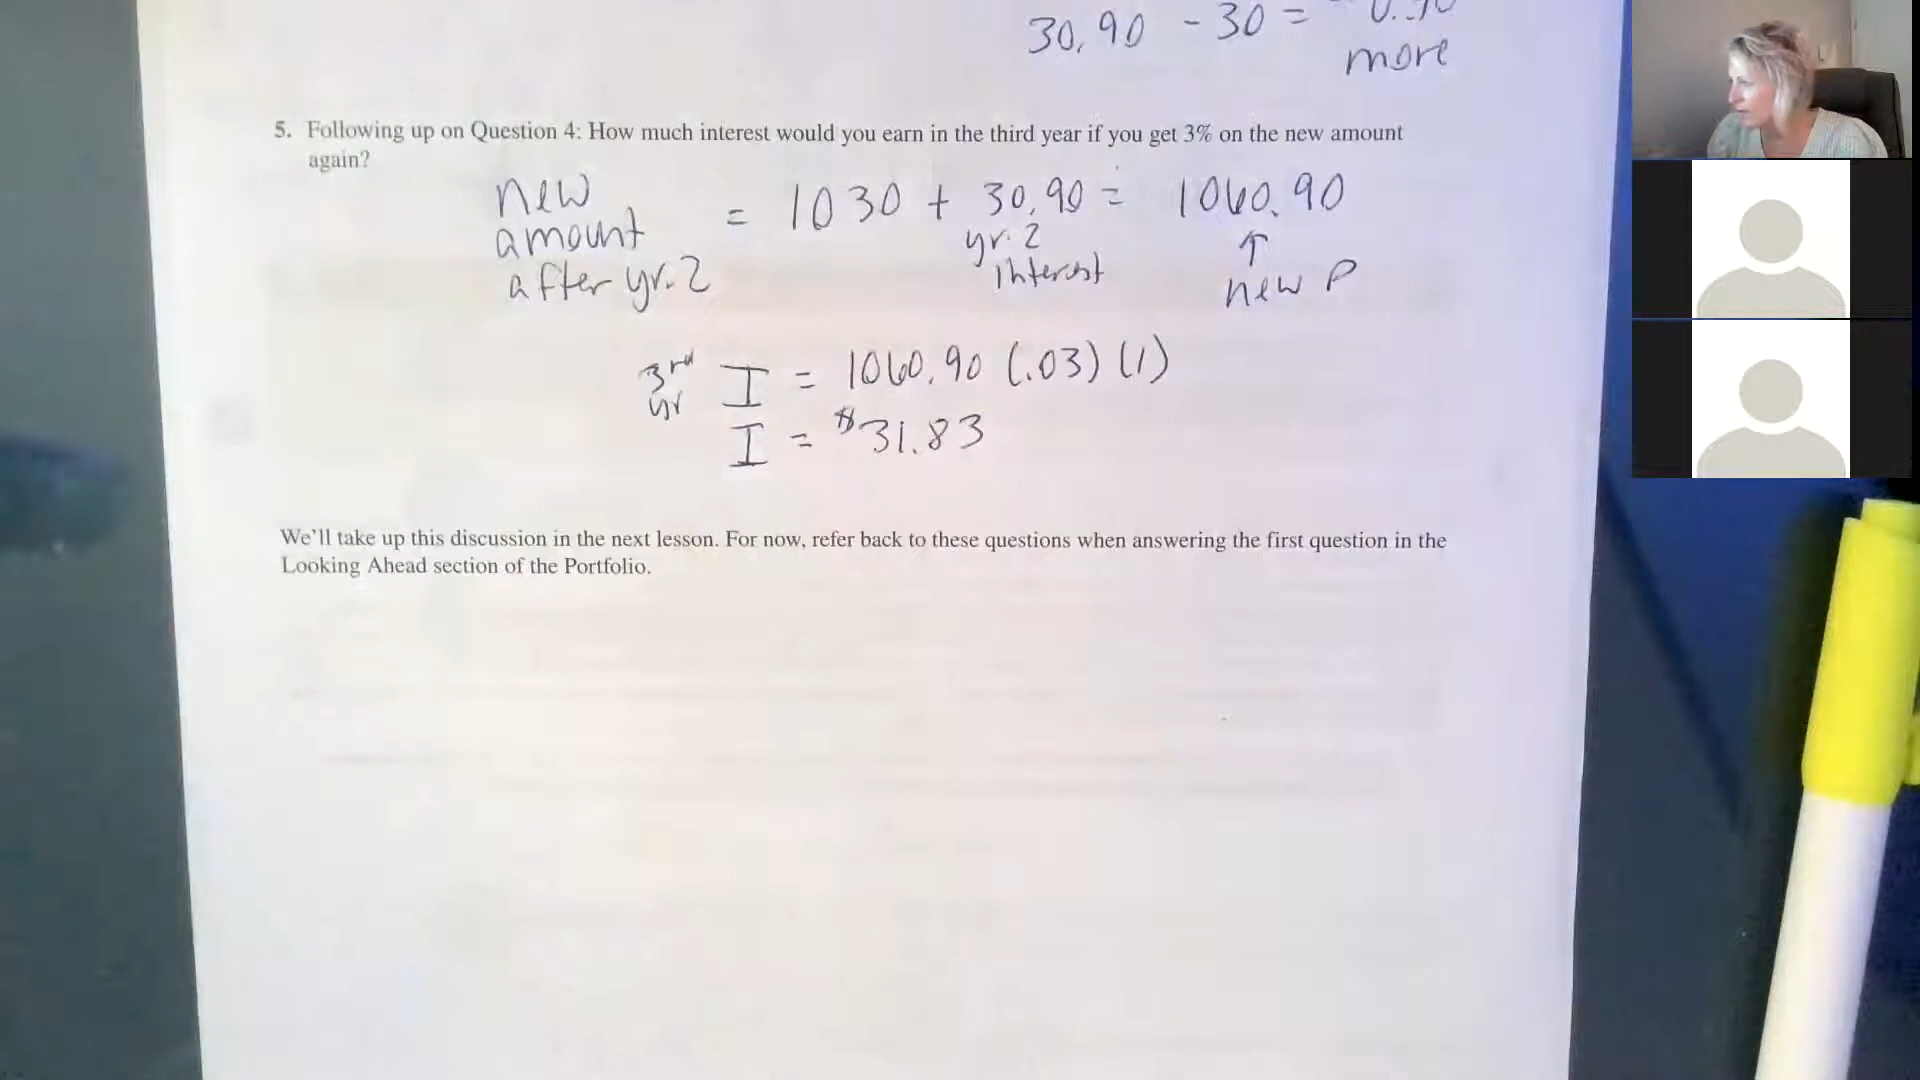 30.90 - 30 =
more
5. Following up on Question 4: How much interest would you earn in the third year if you get 3% on the new amount
again?
new
amount
after yr. 2
= 1030 + 30.90 = 1060.90
yr. 2
interest
↑
new P
3rd
yr
I = 1060.90 (.03) (1)
I = $31.83
We'll take up this discussion in the next lesson. For now, refer back to these questions when answering the first question in the
Looking Ahead section of the Portfolio.